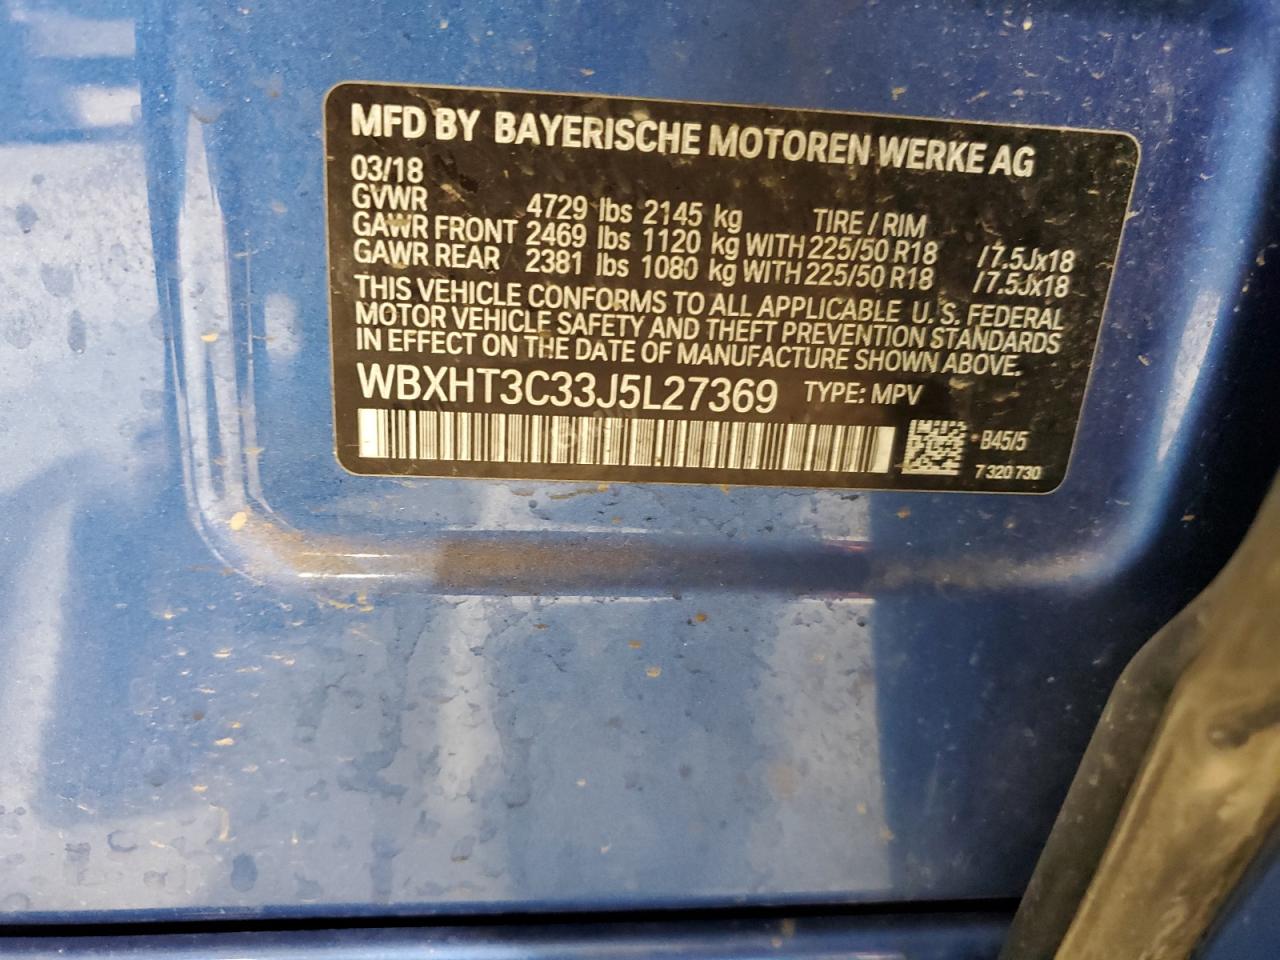 MFD BY BAYERISCHE MOTOREN WERKE AG
03/18
GVWR 4729 lbs 2145 kg TIRE / RIM
GAWR FRONT 2469 lbs 1120 kg WITH 225/50 R18 / 7.5Jx18
GAWR REAR 2381 lbs 1080 kg WITH 225/50 R18 / 7.5Jx18
THIS VEHICLE CONFORMS TO ALL APPLICABLE U.S. FEDERAL
MOTOR VEHICLE SAFETY AND THEFT PREVENTION STANDARDS
IN EFFECT ON THE DATE OF MANUFACTURE SHOWN ABOVE.
WBXHT3C33J5L27369 TYPE: MPV
B45/5
7 320 730